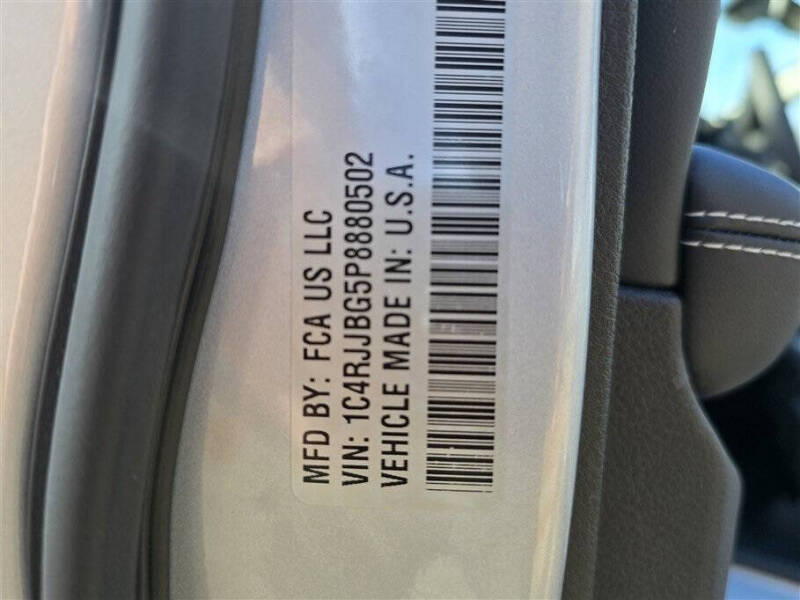 MFD BY: FCA US LLC
VIN: 1C4RJJBG5P8880502
VEHICLE MADE IN: U.S.A.